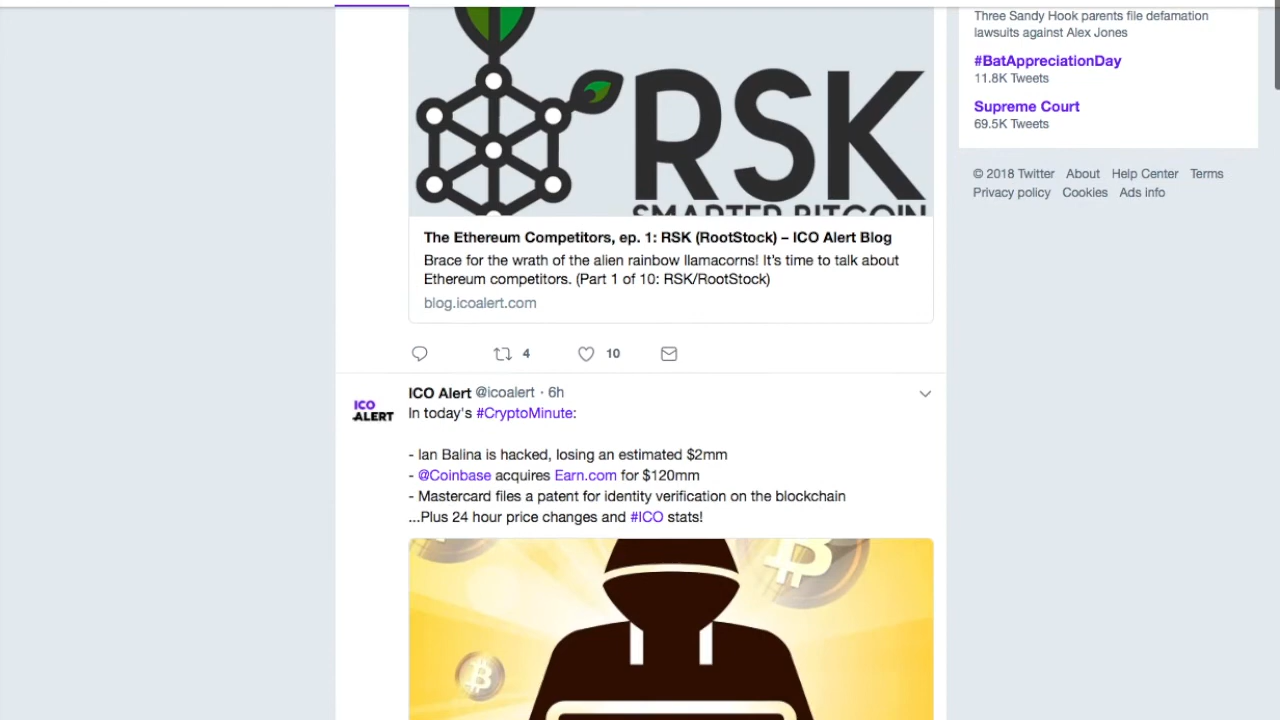 RSK
SMARTER BITCOIN
The Ethereum Competitors, ep. 1: RSK (RootStock) – ICO Alert Blog
Brace for the wrath of the alien rainbow llamacorns! It's time to talk about
Ethereum competitors. (Part 1 of 10: RSK/RootStock)
blog.icoalert.com
4
10
ICO ALERT
ICO Alert @icoalert · 6h
In today's #CryptoMinute:
- Ian Balina is hacked, losing an estimated $2mm
- @Coinbase acquires Earn.com for $120mm
- Mastercard files a patent for identity verification on the blockchain
...Plus 24 hour price changes and #ICO stats!
Three Sandy Hook parents file defamation
lawsuits against Alex Jones
#BatAppreciationDay
11.8K Tweets
Supreme Court
69.5K Tweets
© 2018 Twitter About Help Center Terms
Privacy policy Cookies Ads info